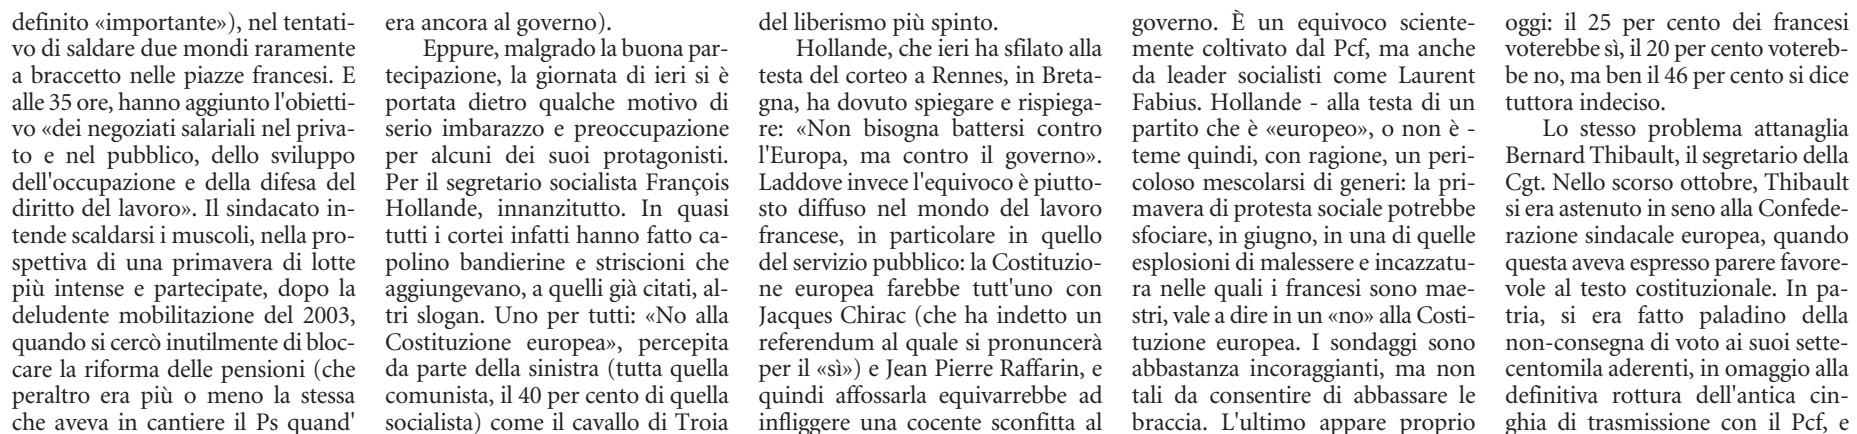 definito «importante»), nel tentati-
vo di saldare due mondi raramente
a braccetto nelle piazze francesi. E
alle 35 ore, hanno aggiunto l'obietti-
vo «dei negoziati salariali nel priva-
to e nel pubblico, dello sviluppo
dell'occupazione e della difesa del
diritto del lavoro». Il sindacato in-
tende scaldarsi i muscoli, nella pro-
spettiva di una primavera di lotte
più intense e partecipate, dopo la
deludente mobilitazione del 2003,
quando si cercò inutilmente di bloc-
care la riforma delle pensioni (che
peraltro era più o meno la stessa
che aveva in cantiere il Ps quand'
era ancora al governo).
Eppure, malgrado la buona par-
tecipazione, la giornata di ieri si è
portata dietro qualche motivo di
serio imbarazzo e preoccupazione
per alcuni dei suoi protagonisti.
Per il segretario socialista François
Hollande, innanzitutto. In quasi
tutti i cortei infatti hanno fatto ca-
polino bandierine e striscioni che
aggiungevano, a quelli già citati, al-
tri slogan. Uno per tutti: «No alla
Costituzione europea», percepita
da parte della sinistra (tutta quella
comunista, il 40 per cento di quella
socialista) come il cavallo di Troia
del liberismo più spinto.
Hollande, che ieri ha sfilato alla
testa del corteo a Rennes, in Breta-
gna, ha dovuto spiegare e rispiega-
re: «Non bisogna battersi contro
l'Europa, ma contro il governo».
Laddove invece l'equivoco è piutto-
sto diffuso nel mondo del lavoro
francese, in particolare in quello
del servizio pubblico: la Costituzio-
ne europea farebbe tutt'uno con
Jacques Chirac (che ha indetto un
referendum al quale si pronuncerà
per il «sì») e Jean Pierre Raffarin, e
quindi affossarla equivarrebbe ad
infliggere una cocente sconfitta al
governo. È un equivoco sciente-
mente coltivato dal Pcf, ma anche
da leader socialisti come Laurent
Fabius. Hollande - alla testa di un
partito che è «europeo», o non è -
teme quindi, con ragione, un peri-
coloso mescolarsi di generi: la pri-
mavera di protesta sociale potrebbe
sfociare, in giugno, in una di quelle
esplosioni di malessere e incazzatu-
ra nelle quali i francesi sono mae-
stri, vale a dire in un «no» alla Costi-
tuzione europea. I sondaggi sono
abbastanza incoraggianti, ma non
tali da consentire di abbassare le
braccia. L'ultimo appare proprio
oggi: il 25 per cento dei francesi
voterebbe sì, il 20 per cento votereb-
be no, ma ben il 46 per cento si dice
tuttora indeciso.
Lo stesso problema attanaglia
Bernard Thibault, il segretario della
Cgt. Nello scorso ottobre, Thibault
si era astenuto in seno alla Confede-
razione sindacale europea, quando
questa aveva espresso parere favore-
vole al testo costituzionale. In pa-
tria, si era fatto paladino della
non-consegna di voto ai suoi sette-
centomila aderenti, in omaggio alla
definitiva rottura dell'antica cin-
ghia di trasmissione con il Pcf, e